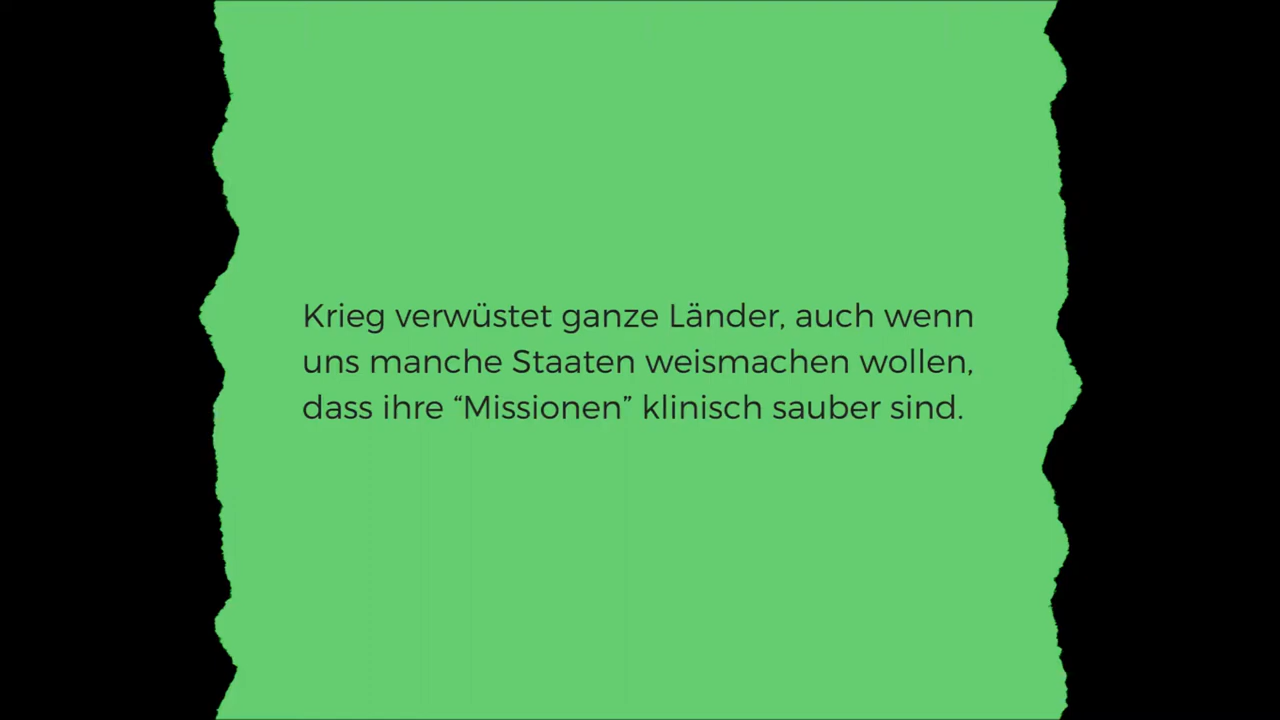 Krieg verwüstet ganze Länder, auch wenn
uns manche Staaten weismachen wollen,
dass ihre “Missionen” klinisch sauber sind.